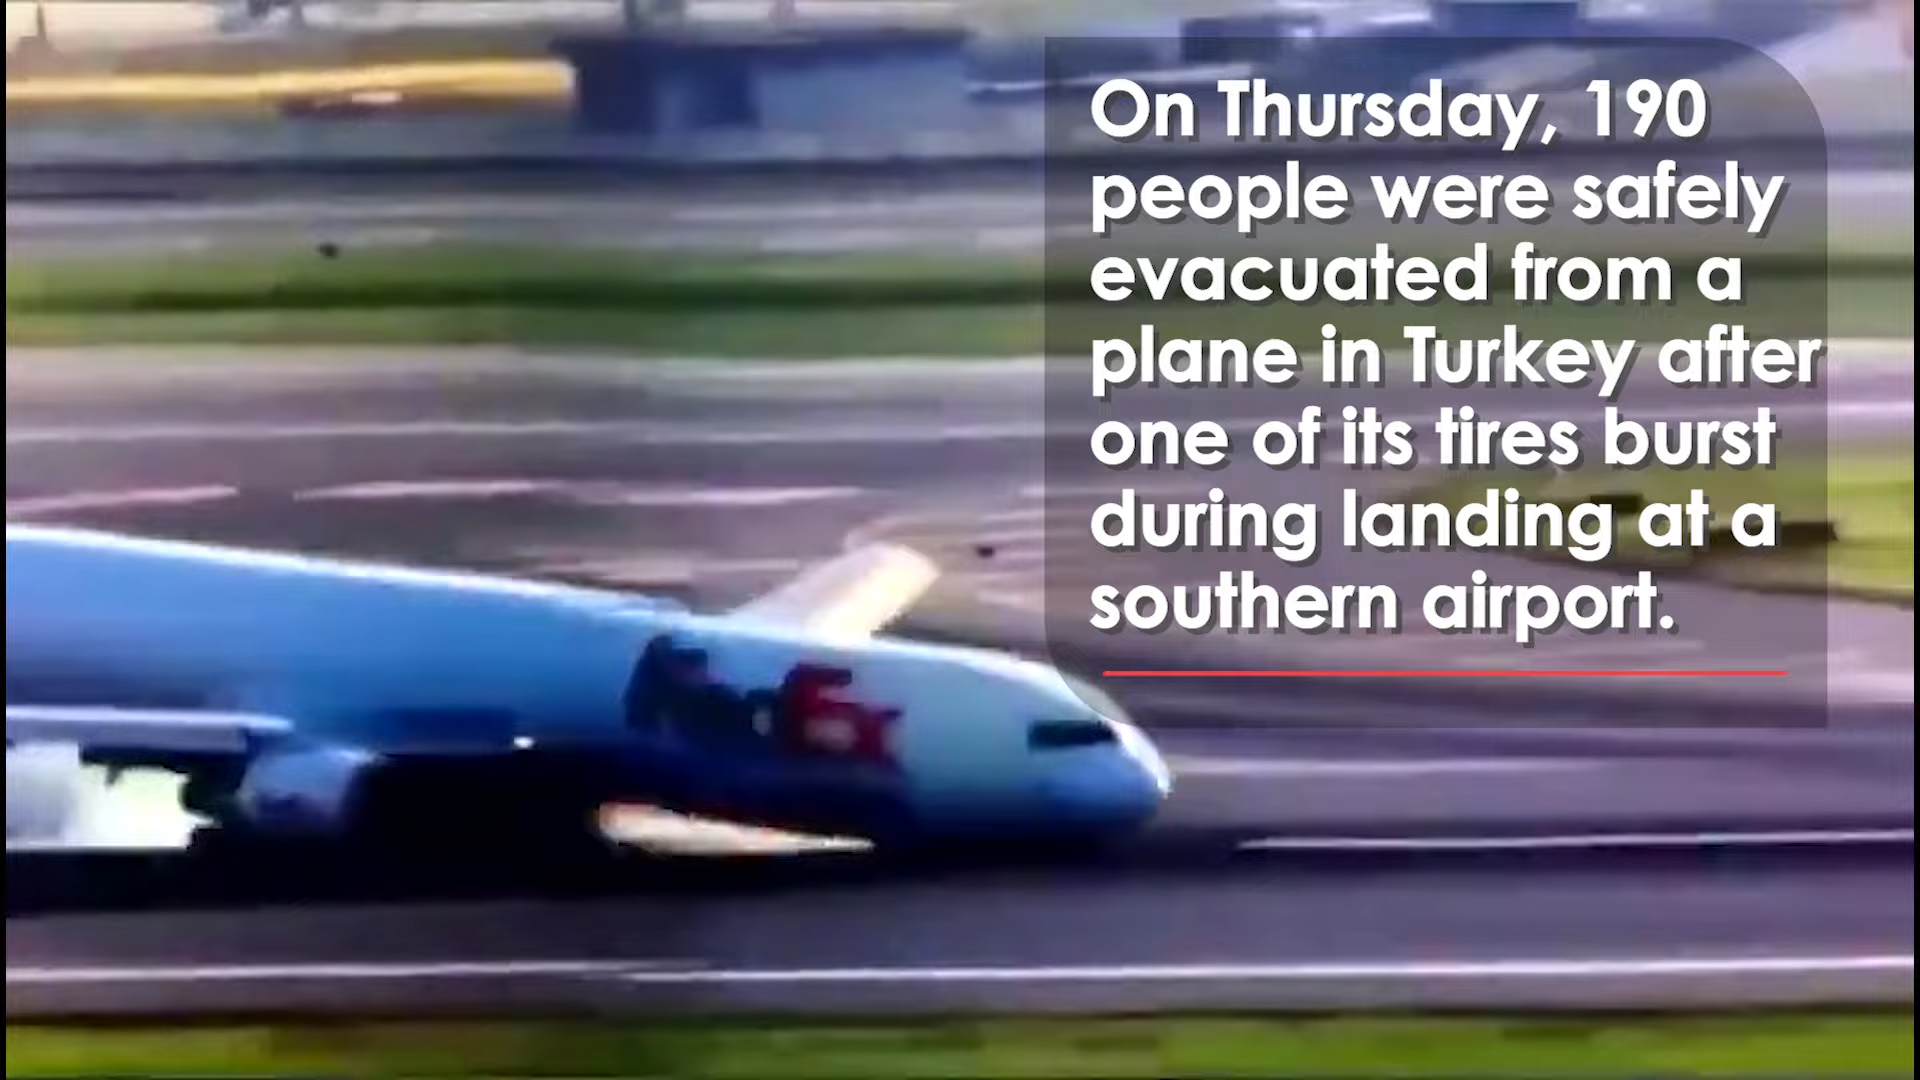 On Thursday, 190
people were safely
evacuated from a
plane in Turkey after
one of its tires burst
during landing at a
southern airport.